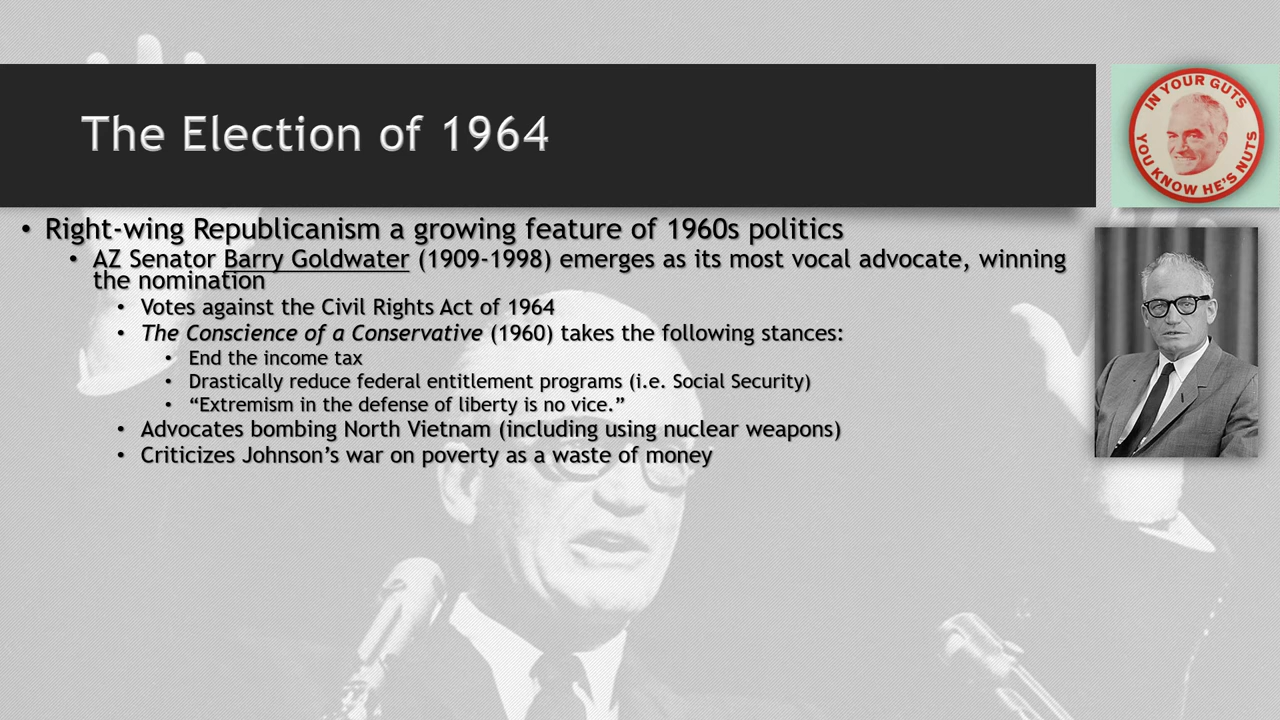 The Election of 1964
IN YOUR GUTS
YOU KNOW HE'S NUTS
• Right-wing Republicanism a growing feature of 1960s politics
• AZ Senator Barry Goldwater (1909-1998) emerges as its most vocal advocate, winning
the nomination
• Votes against the Civil Rights Act of 1964
• The Conscience of a Conservative (1960) takes the following stances:
• End the income tax
• Drastically reduce federal entitlement programs (i.e. Social Security)
• “Extremism in the defense of liberty is no vice.”
• Advocates bombing North Vietnam (including using nuclear weapons)
• Criticizes Johnson’s war on poverty as a waste of money